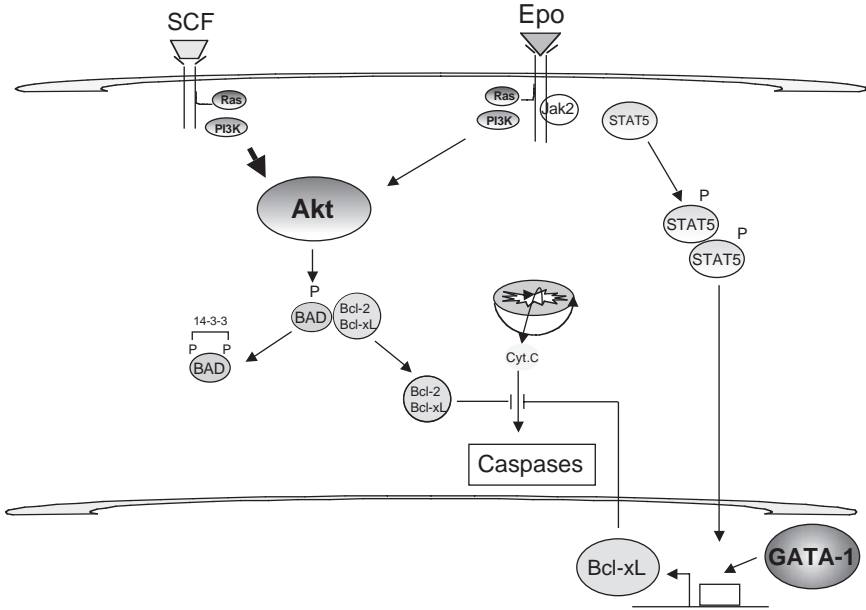 SCF
Epo
Ras
PI3K
Ras
PI3K
Jak2
STAT5
Akt
P
STAT5
P
STAT5
P
BAD
Bcl-2
Bcl-xL
14-3-3
P P
BAD
Cyt.C
Bcl-2
Bcl-xL
Caspases
Bcl-xL
GATA-1